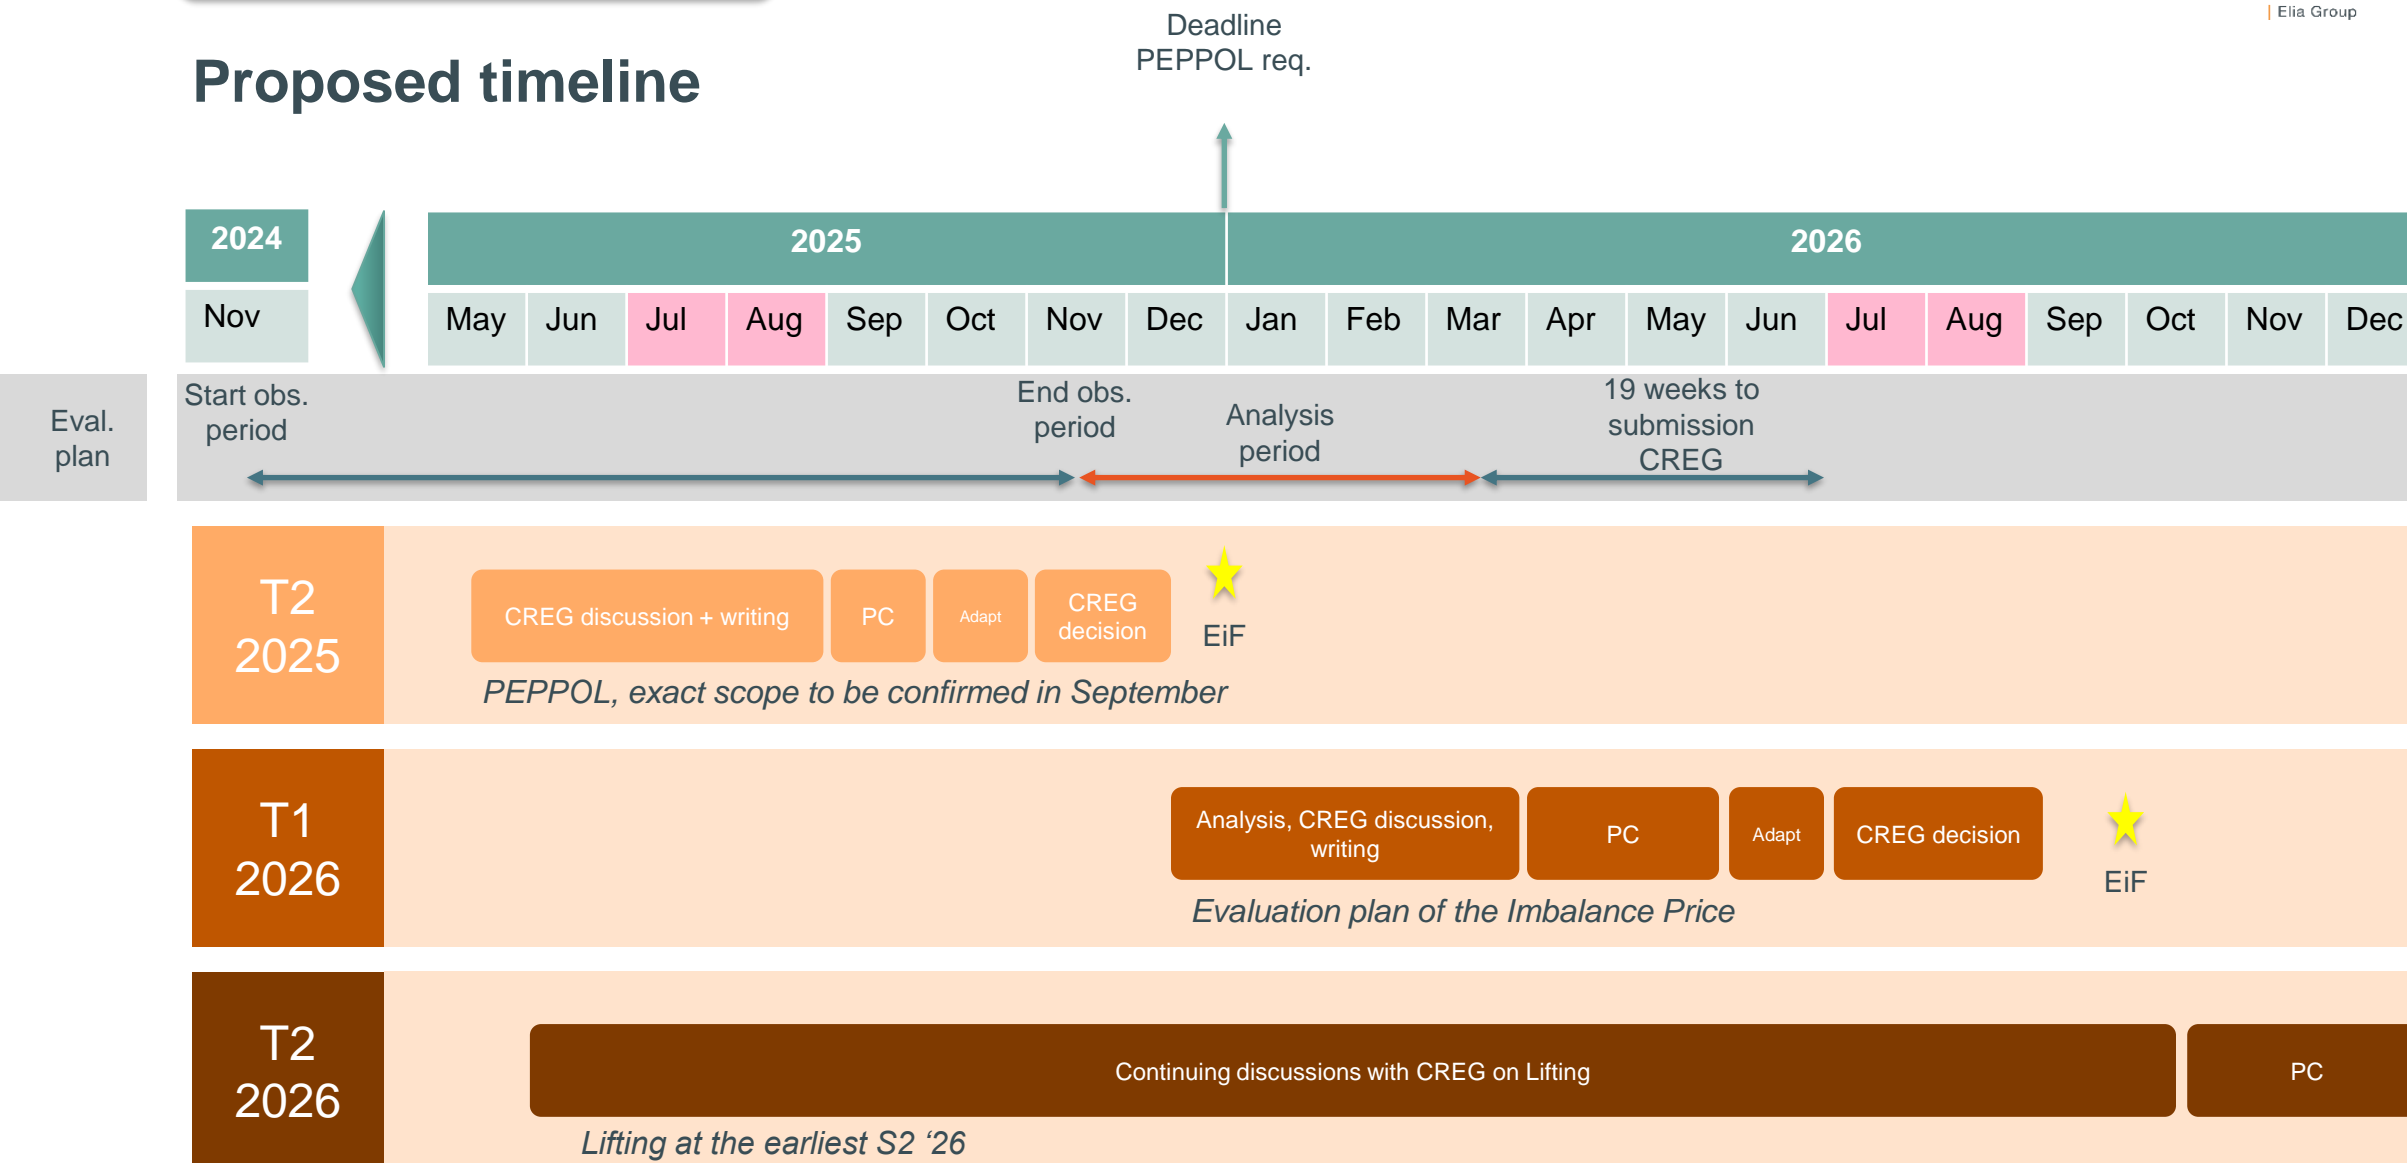 | Elia Group
Deadline
PEPPOL req.
Proposed timeline
2024
2025
2026
Nov
May Jun Jul Aug Sep Oct Nov Dec Jan Feb Mar Apr May Jun Jul Aug Sep Oct Nov Dec
Eval.
plan
Start obs.
period
End obs.
period
Analysis
period
19 weeks to
submission
CREG
T2
2025
CREG discussion + writing
PC
Adapt
CREG
decision
EiF
PEPPOL, exact scope to be confirmed in September
T1
2026
Analysis, CREG discussion,
writing
PC
Adapt
CREG decision
EiF
Evaluation plan of the Imbalance Price
T2
2026
Continuing discussions with CREG on Lifting
PC
Lifting at the earliest S2 ‘26